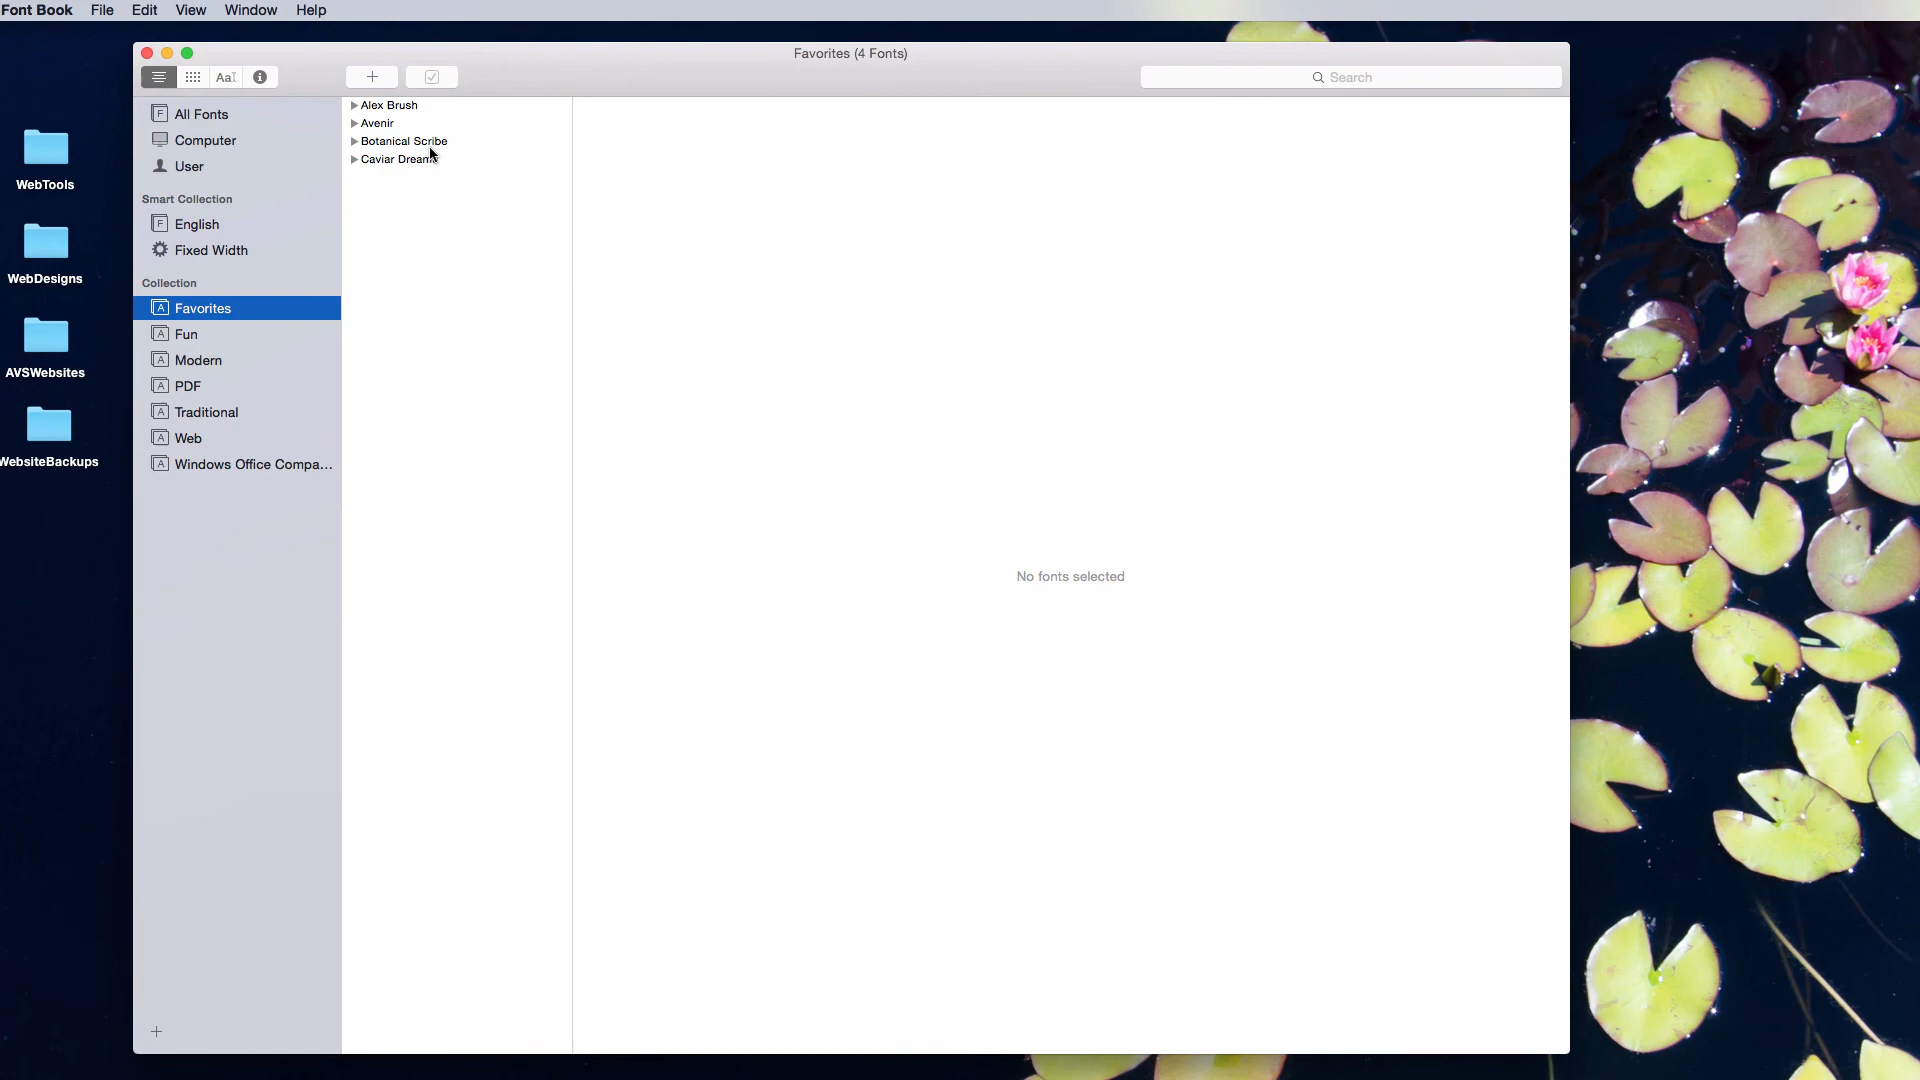 Font Book File Edit View Window Help
Favorites (4 Fonts)
Search
All Fonts
Computer
User
Smart Collection
English
Fixed Width
Collection
Favorites
Fun
Modern
PDF
Traditional
Web
Windows Office Compa...
Alex Brush
Avenir
Botanical Scribe
Caviar
No fonts selected
WebTools
WebDesigns
AVSWebsites
WebsiteBackups